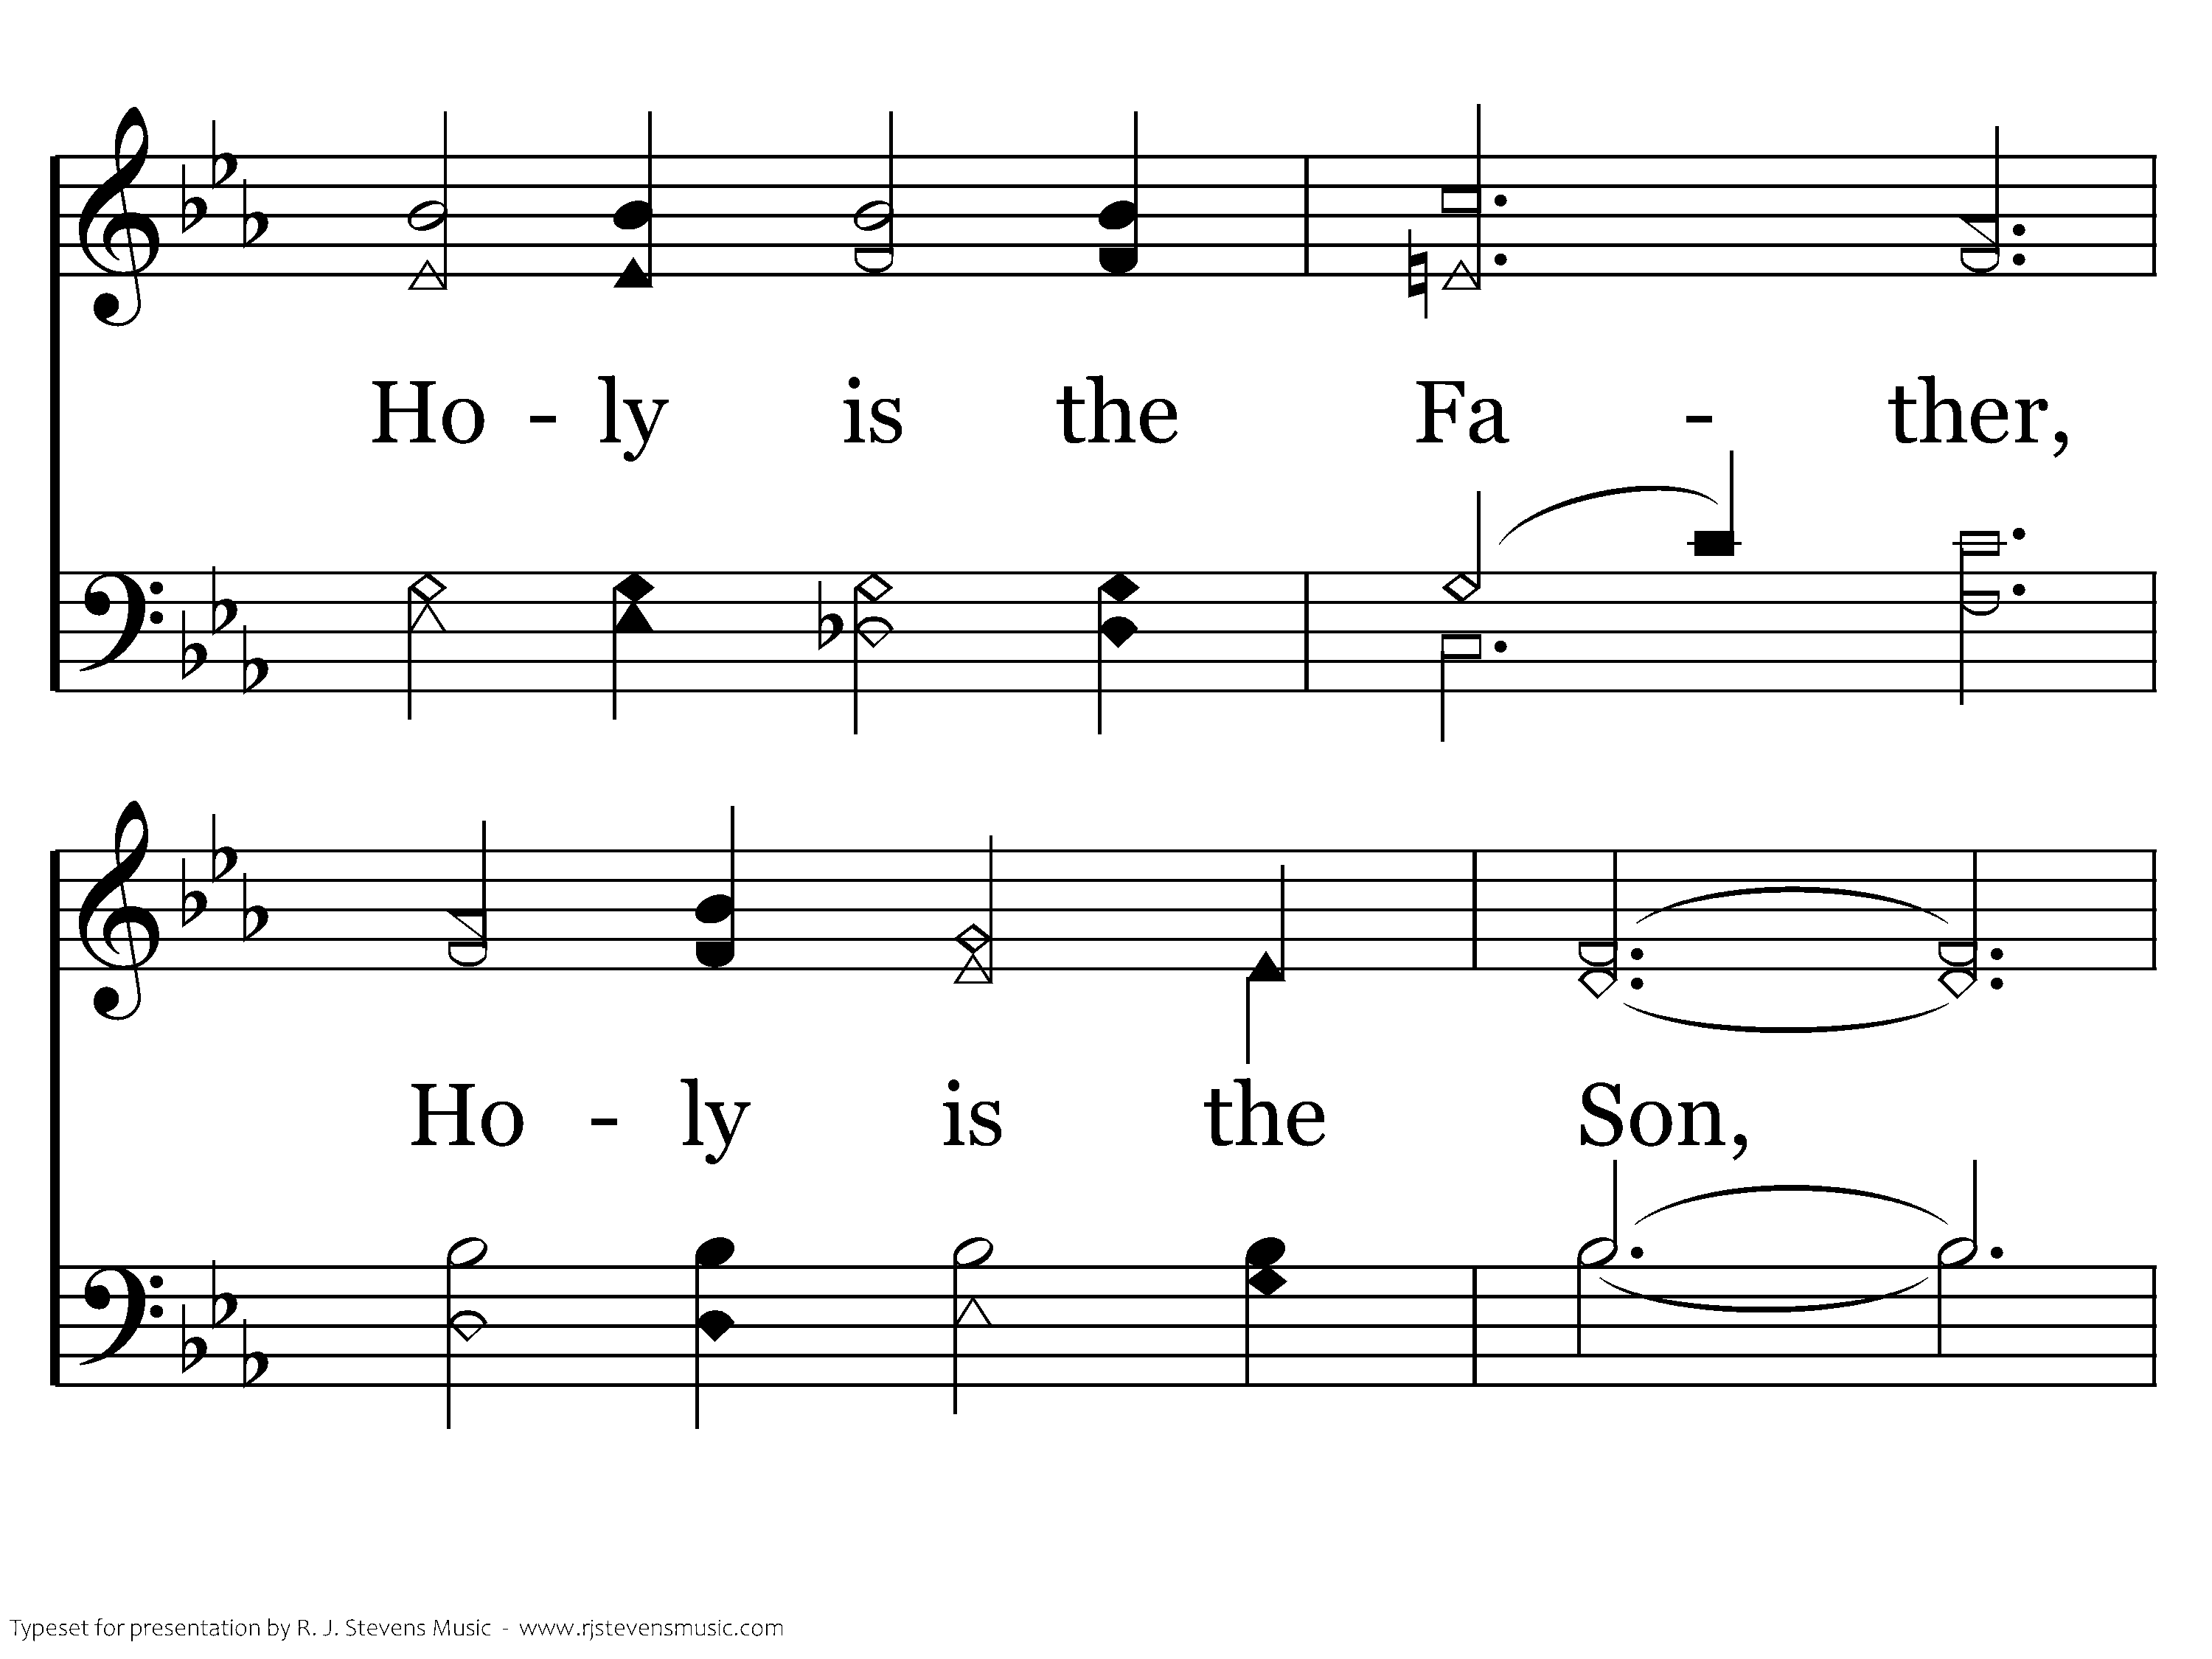 Ho - ly is the Fa - ther,
Ho - ly is the Son,
Typeset for presentation by R. J. Stevens Music - www.rjstevensmusic.com